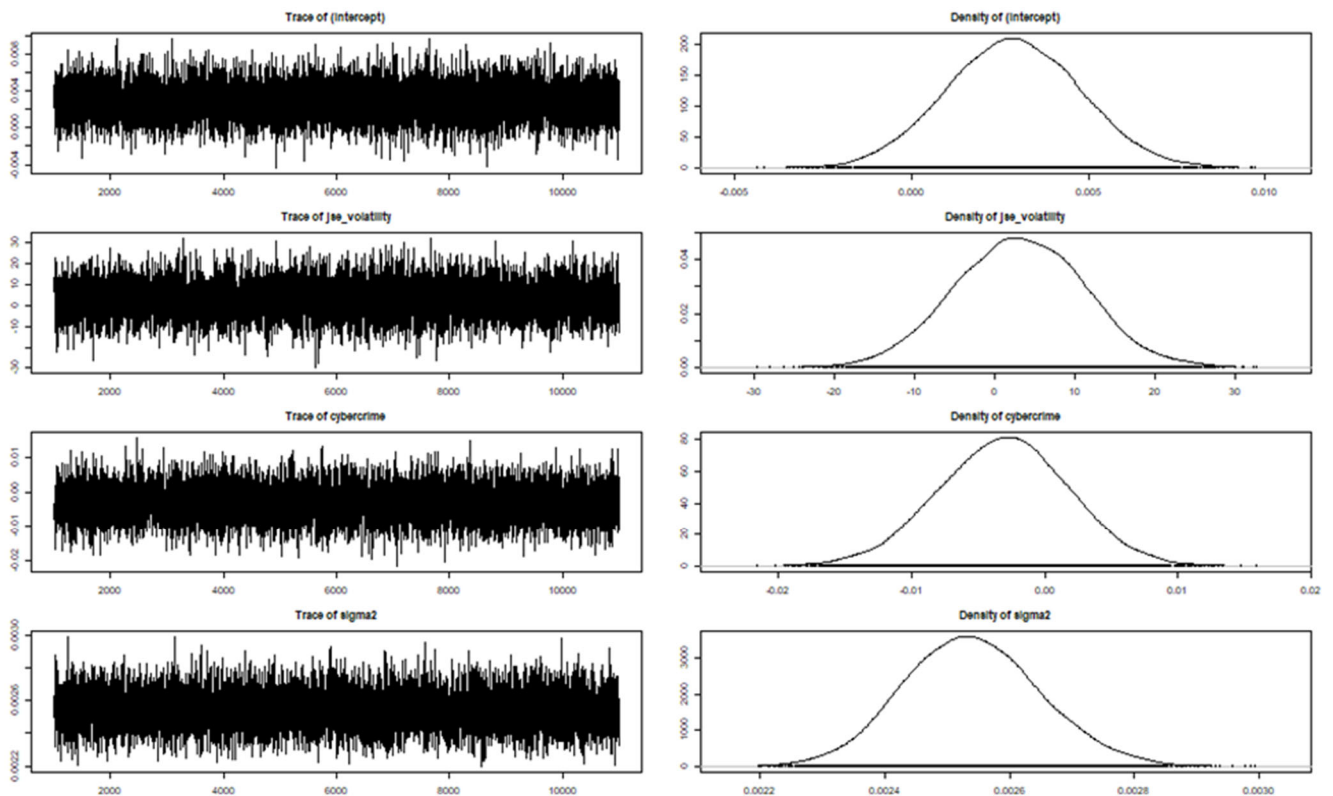 Trace of (Intercept)
0.008
0.004
0.000
-0.004
2000 4000 6000 8000 10000
Density of (Intercept)
200
150
100
50
0
-0.005 0.000 0.005 0.010
Trace of jse_volatility
30
20
10
0
-10
-30
2000 4000 6000 8000 10000
Density of jse_volatility
0.04
0.02
0.00
-30 -20 -10 0 10 20 30
Trace of cybercrime
0.01
0.00
-0.01
-0.02
2000 4000 6000 8000 10000
Density of cybercrime
80
60
40
20
0
-0.02 -0.01 0.00 0.01 0.02
Trace of sigma2
0.0030
0.0026
0.0022
2000 4000 6000 8000 10000
Density of sigma2
3000
2000
1000
0
0.0022 0.0024 0.0026 0.0028 0.0030